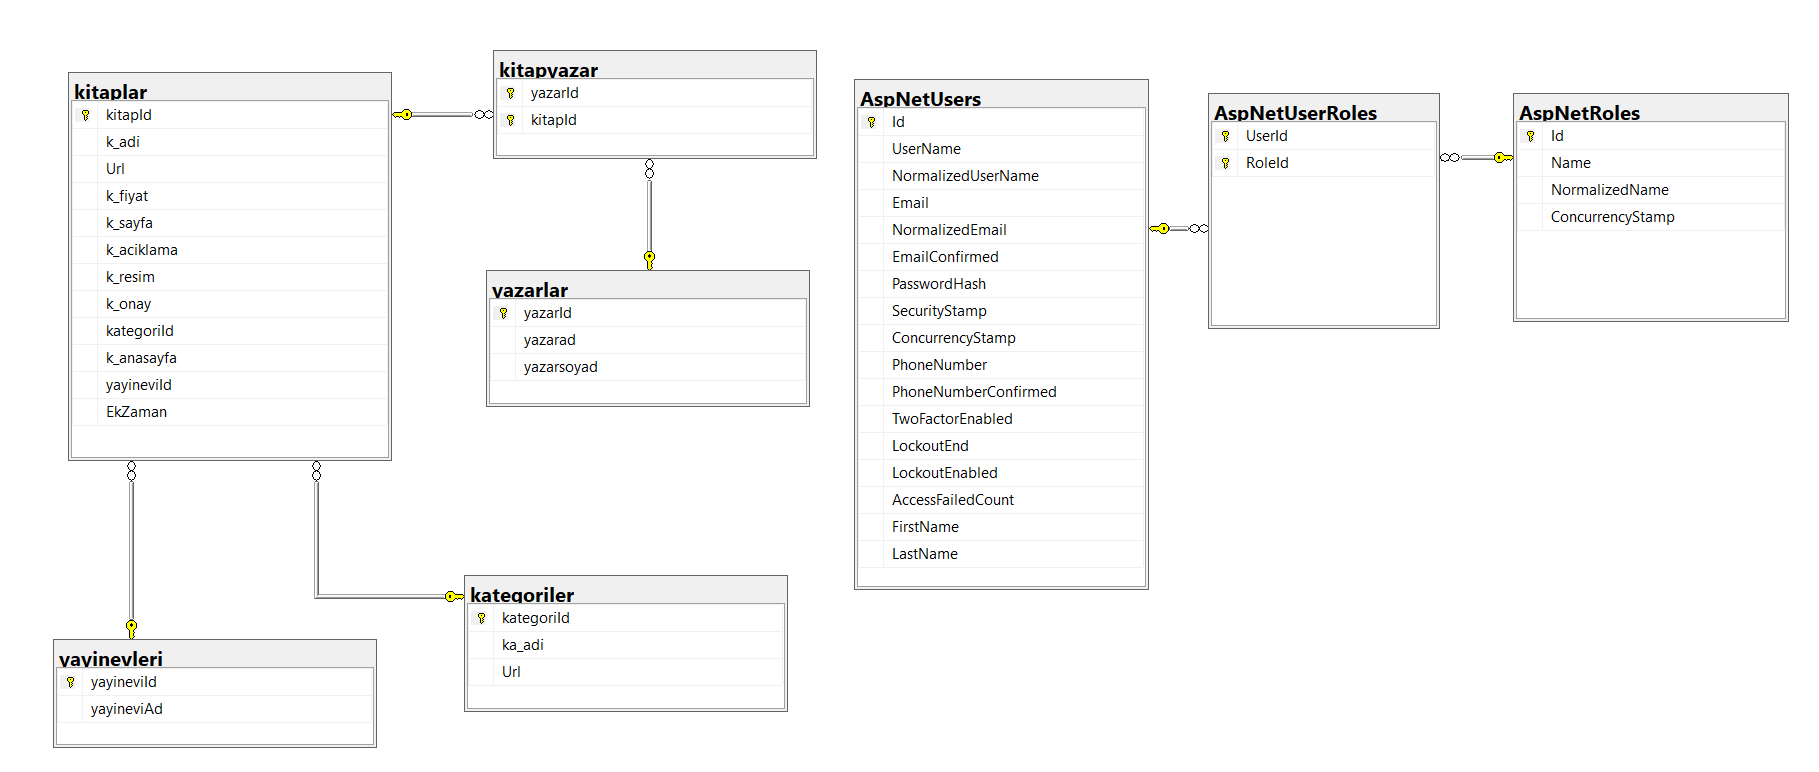 kitaplar
kitapId
k_adi
Url
k_fiyat
k_sayfa
k_aciklama
k_resim
k_onay
kategoriId
k_anasayfa
yayineviId
EkZaman
kitapyazar
yazarId
kitapId
yazarlar
yazarId
yazarad
yazarsoyad
yayinevleri
yayineviId
yayineviAd
kategoriler
kategoriId
ka_adi
Url
AspNetUsers
Id
UserName
NormalizedUserName
Email
NormalizedEmail
EmailConfirmed
PasswordHash
SecurityStamp
ConcurrencyStamp
PhoneNumber
PhoneNumberConfirmed
TwoFactorEnabled
LockoutEnd
LockoutEnabled
AccessFailedCount
FirstName
LastName
AspNetUserRoles
UserId
RoleId
AspNetRoles
Id
Name
NormalizedName
ConcurrencyStamp